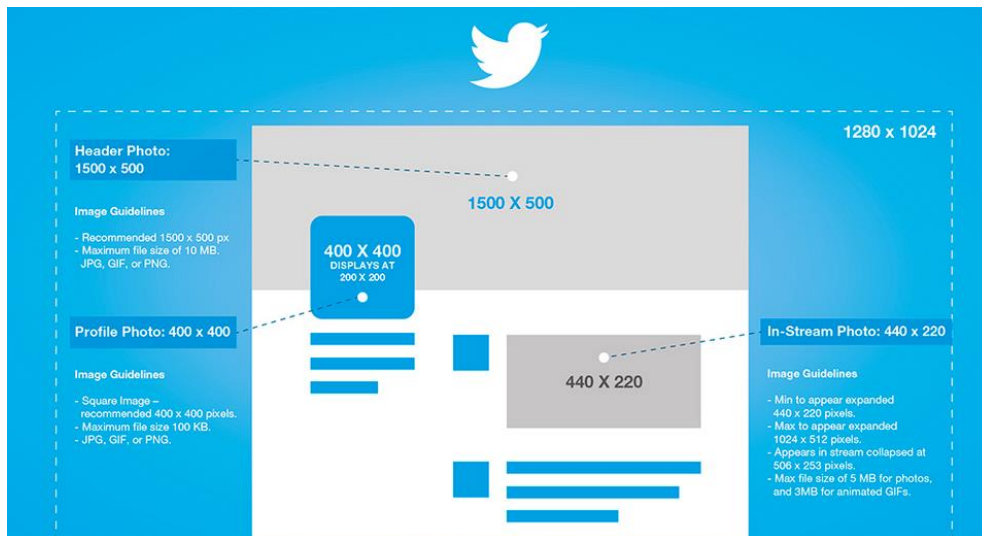 1280 x 1024
Header Photo:
1500 x 500
Image Guidelines
- Recommended 1500 x 500 px
- Maximum file size of 10 MB.
JPG, GIF, or PNG.
1500 X 500
400 X 400
DISPLAYS AT
200 X 200
Profile Photo: 400 x 400
Image Guidelines
- Square Image –
recommended 400 x 400 pixels.
- Maximum file size 100 KB.
- JPG, GIF, or PNG.
440 X 220
In-Stream Photo: 440 x 220
Image Guidelines
- Min to appear expanded
440 x 220 pixels.
- Max to appear expanded
1024 x 512 pixels.
- Appears in stream collapsed at
506 x 253 pixels.
- Max file size of 5 MB for photos,
and 3MB for animated GIFs.